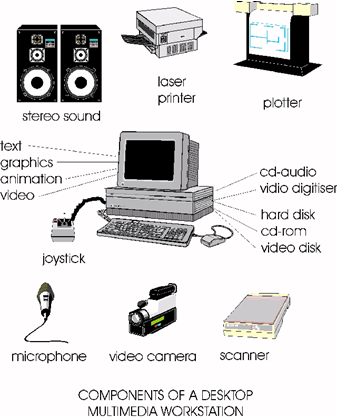 stereo sound
laser
printer
plotter
text
graphics
animation
video
cd-audio
vidio digitiser
hard disk
cd-rom
video disk
joystick
microphone
video camera
scanner
COMPONENTS OF A DESKTOP
MULTIMEDIA WORKSTATION